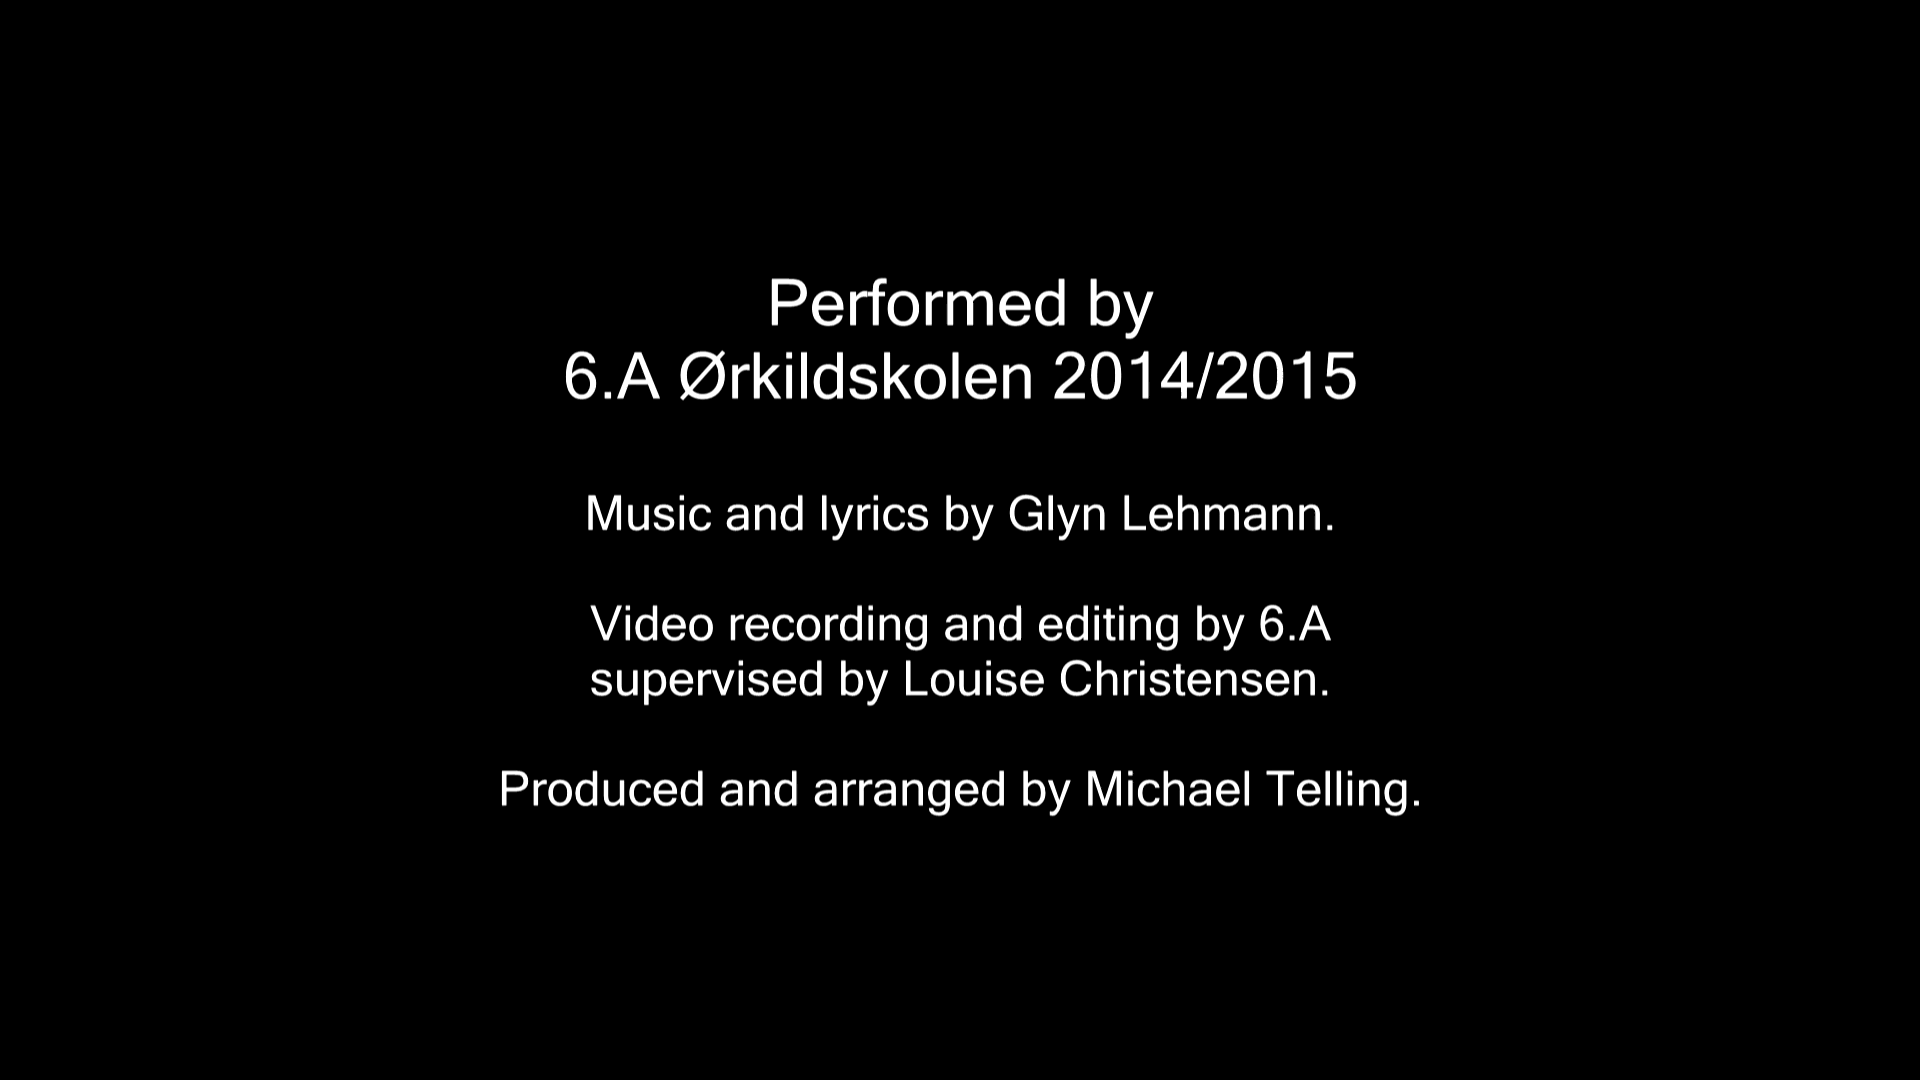 Performed by
6.A Ørkildskolen 2014/2015
Music and lyrics by Glyn Lehmann.
Video recording and editing by 6.A
supervised by Louise Christensen.
Produced and arranged by Michael Telling.